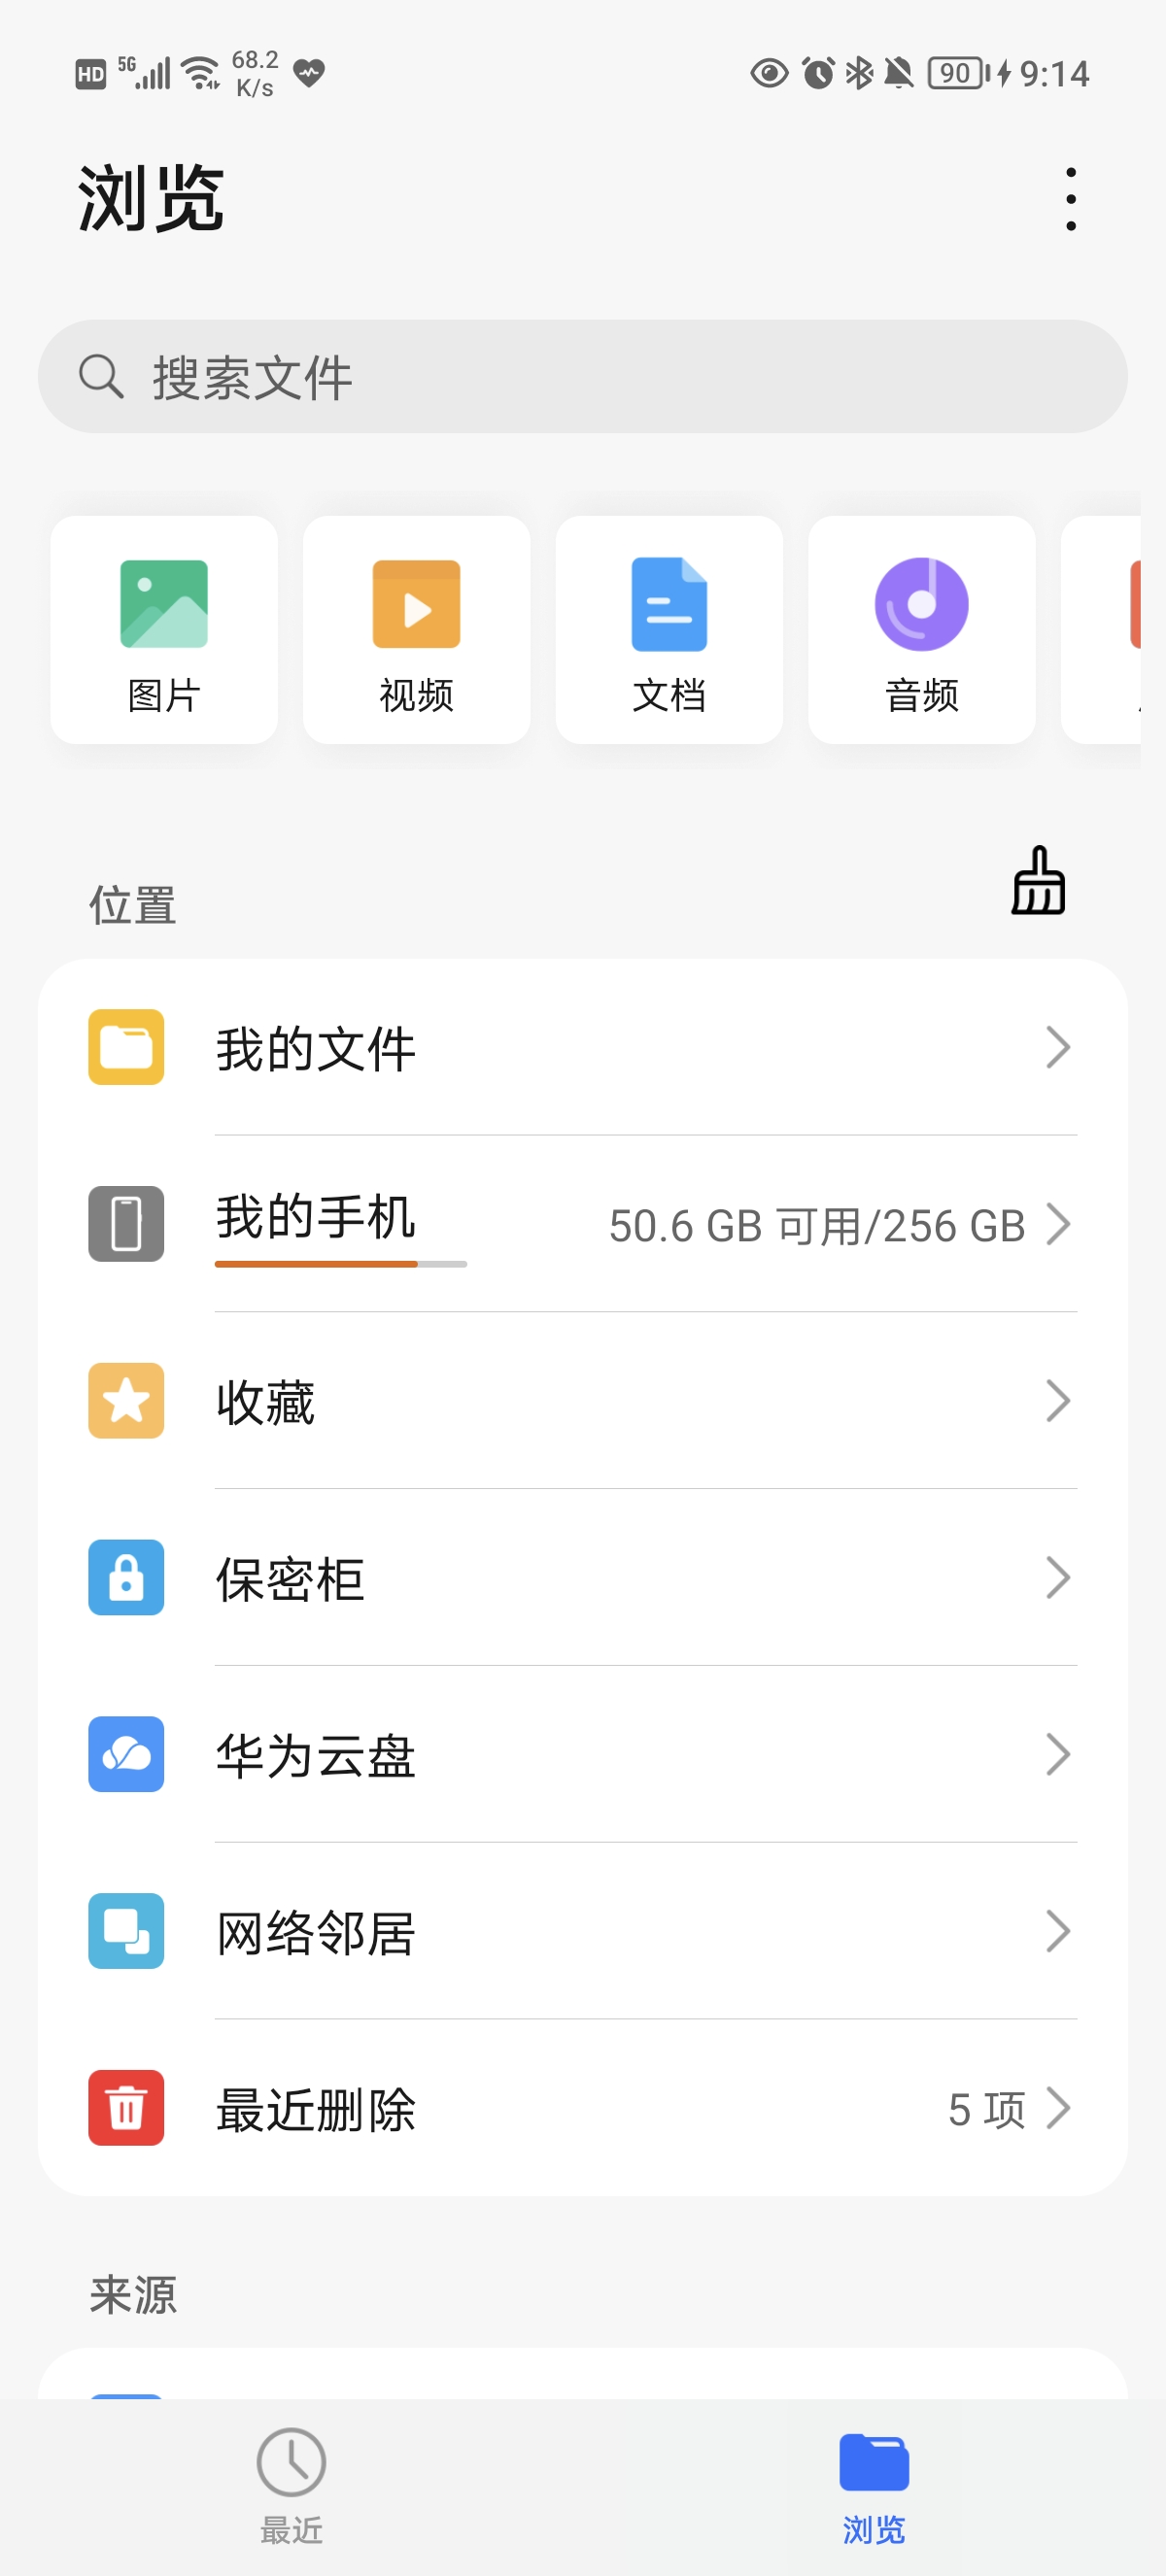 HD 5G 68.2 K/s 90 9:14
浏览
搜索文件
图片 视频 文档 音频
位置
我的文件
我的手机 50.6 GB 可用/256 GB
收藏
保密柜
华为云盘
网络邻居
最近删除 5 项
来源
最近 浏览